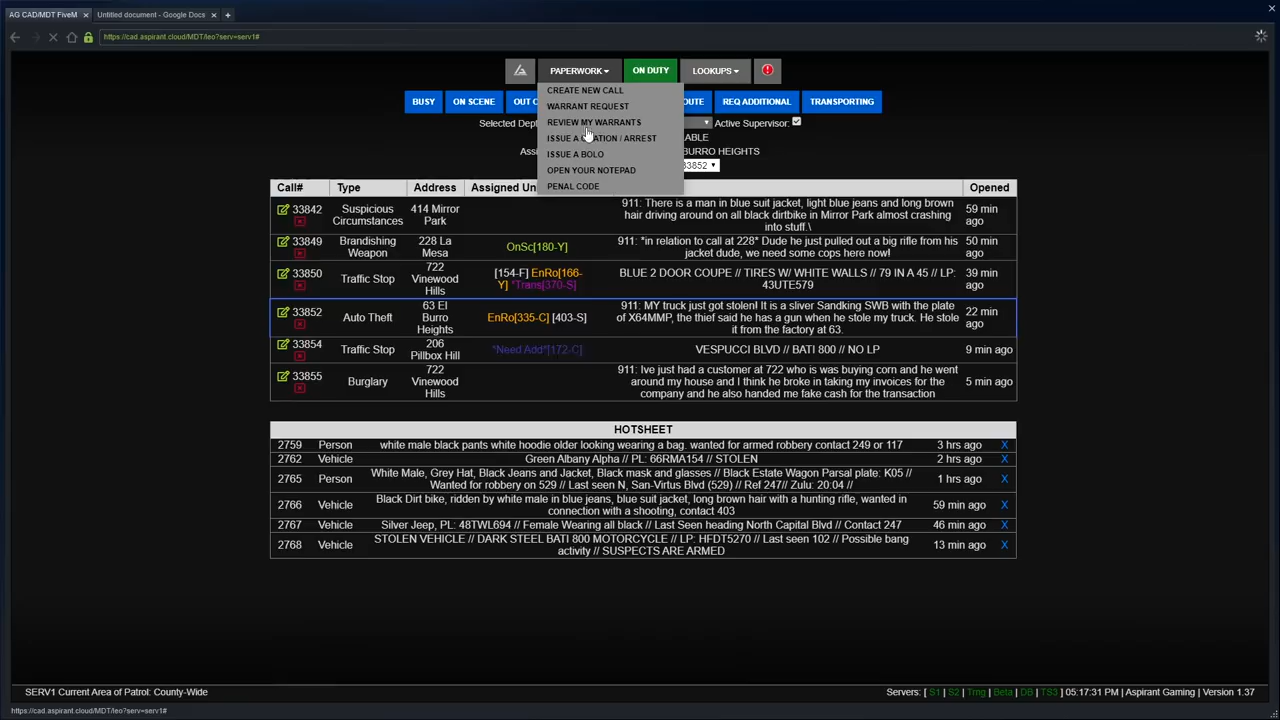 AG CAD/MDT FiveM x Untitled document - Google Docs x +
https://cad.aspirant.cloud/MDT/leo?serv=serv1#
PAPERWORK ON DUTY LOOKUPS
CREATE NEW CALL
WARRANT REQUEST
REVIEW MY WARRANTS
ISSUE A CITATION / ARREST
ISSUE A BOLO
OPEN YOUR NOTEPAD
PENAL CODE
BUSY ON SCENE OUT O OUTE REQ ADDITIONAL TRANSPORTING
Selected Dept Active Supervisor:
ABLE
Assi BURRO HEIGHTS
33852
Call# Type Address Assigned Un Opened
33842 Suspicious Circumstances 414 Mirror Park 911: There is a man in blue suit jacket, light blue jeans and long brown hair driving around on all black dirtbike in Mirror Park almost crashing into stuff.\ 59 min ago
33849 Brandishing Weapon 228 La Mesa OnSc[180-Y] 911: *in relation to call at 228* Dude he just pulled out a big rifle from his jacket dude, we need some cops here now! 50 min ago
33850 Traffic Stop 722 Vinewood Hills [154-F] EnRo[166-Y] *Trans[370-S] BLUE 2 DOOR COUPE // TIRES W/ WHITE WALLS // 79 IN A 45 // LP: 43UTE579 39 min ago
33852 Auto Theft 63 El Burro Heights EnRo[335-C] [403-S] 911: MY truck just got stolen! It is a sliver Sandking SWB with the plate of X64MMP, the thief said he has a gun when he stole my truck. He stole it from the factory at 63. 22 min ago
33854 Traffic Stop 206 Pillbox Hill *Need Add*[172-C] VESPUCCI BLVD // BATI 800 // NO LP 9 min ago
33855 Burglary 722 Vinewood Hills 911: Ive just had a customer at 722 who is was buying corn and he went around my house and I think he broke in taking my invoices for the company and he also handed me fake cash for the transaction 5 min ago
HOTSHEET
2759 Person white male black pants white hoodie older looking wearing a bag. wanted for armed robbery contact 249 or 117 3 hrs ago X
2762 Vehicle Green Albany Alpha // PL: 66RMA154 // STOLEN 2 hrs ago X
2765 Person White Male, Grey Hat, Black Jeans and Jacket, Black mask and glasses // Black Estate Wagon Parsal plate: K05 // Wanted for robbery on 529 // Last seen N, San-Virtus Blvd (529) // Ref 247// Zulu: 20:04 // 1 hrs ago X
2766 Vehicle Black Dirt bike, ridden by white male in blue jeans, blue suit jacket, long brown hair with a hunting rifle, wanted in connection with a shooting, contact 403 59 min ago X
2767 Vehicle Silver Jeep, PL: 48TWL694 // Female Wearing all black // Last Seen heading North Capital Blvd // Contact 247 46 min ago X
2768 Vehicle STOLEN VEHICLE // DARK STEEL BATI 800 MOTORCYCLE // LP: HFDT5270 // Last seen 102 // Possible bang activity // SUSPECTS ARE ARMED 13 min ago X
SERV1 Current Area of Patrol: County-Wide Servers: [ S1 | S2 | Trng | Beta | DB | TS3 ] 05:17:31 PM | Aspirant Gaming | Version 1.37
https://cad.aspirant.cloud/MDT/leo?serv=serv1#